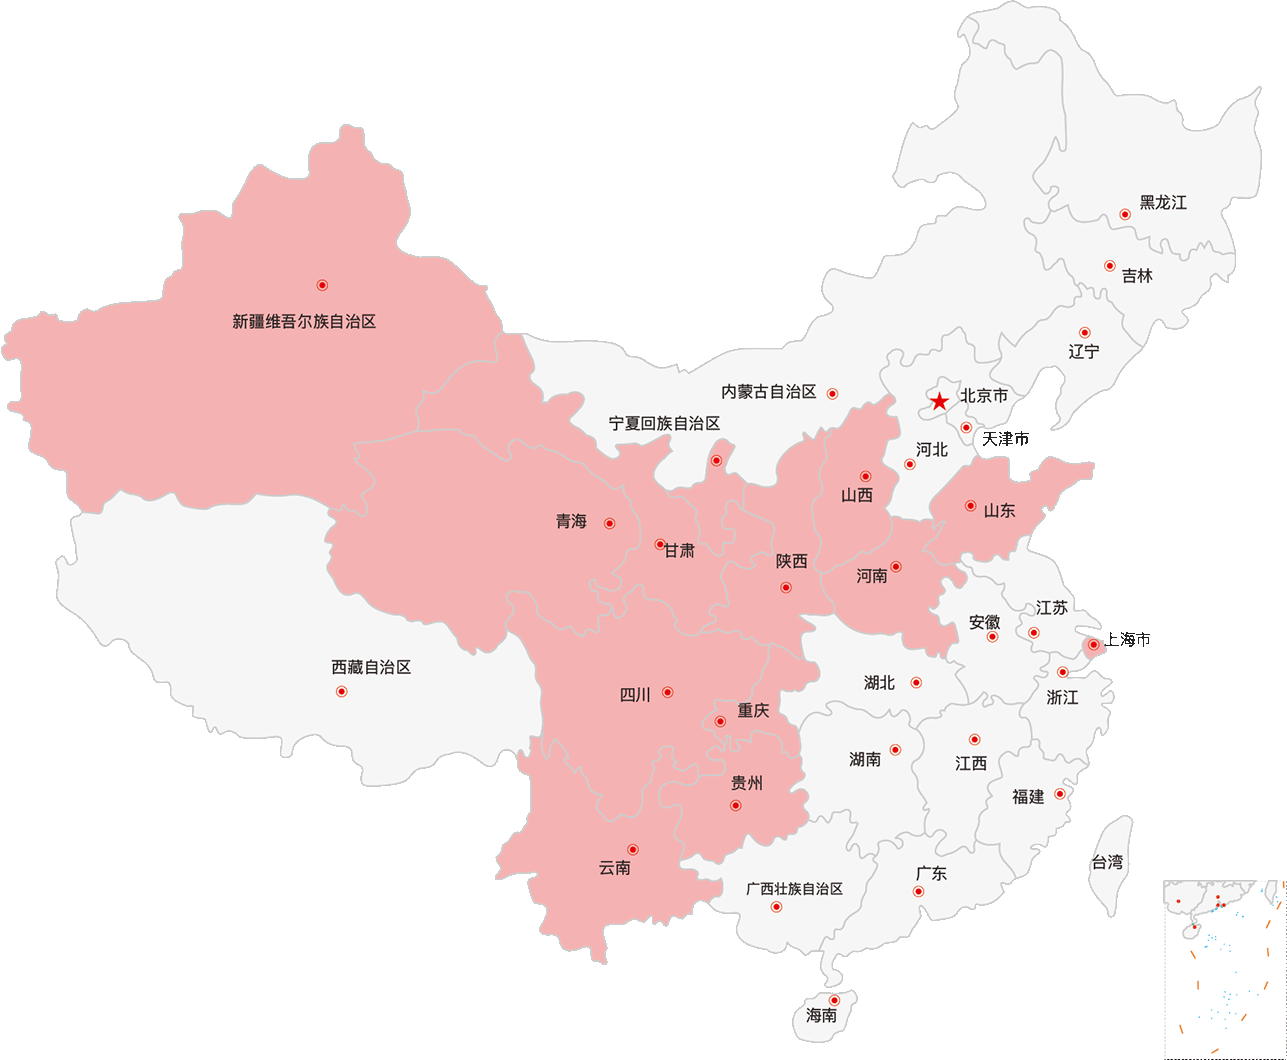 黑龙江
吉林
新疆维吾尔族自治区
辽宁
内蒙古自治区
北京市
宁夏回族自治区
天津市
河北
山西
山东
青海
甘肃
陕西
河南
江苏
安徽
上海市
西藏自治区
湖北
四川
浙江
重庆
湖南
江西
贵州
福建
台湾
云南
广东
广西壮族自治区
海南